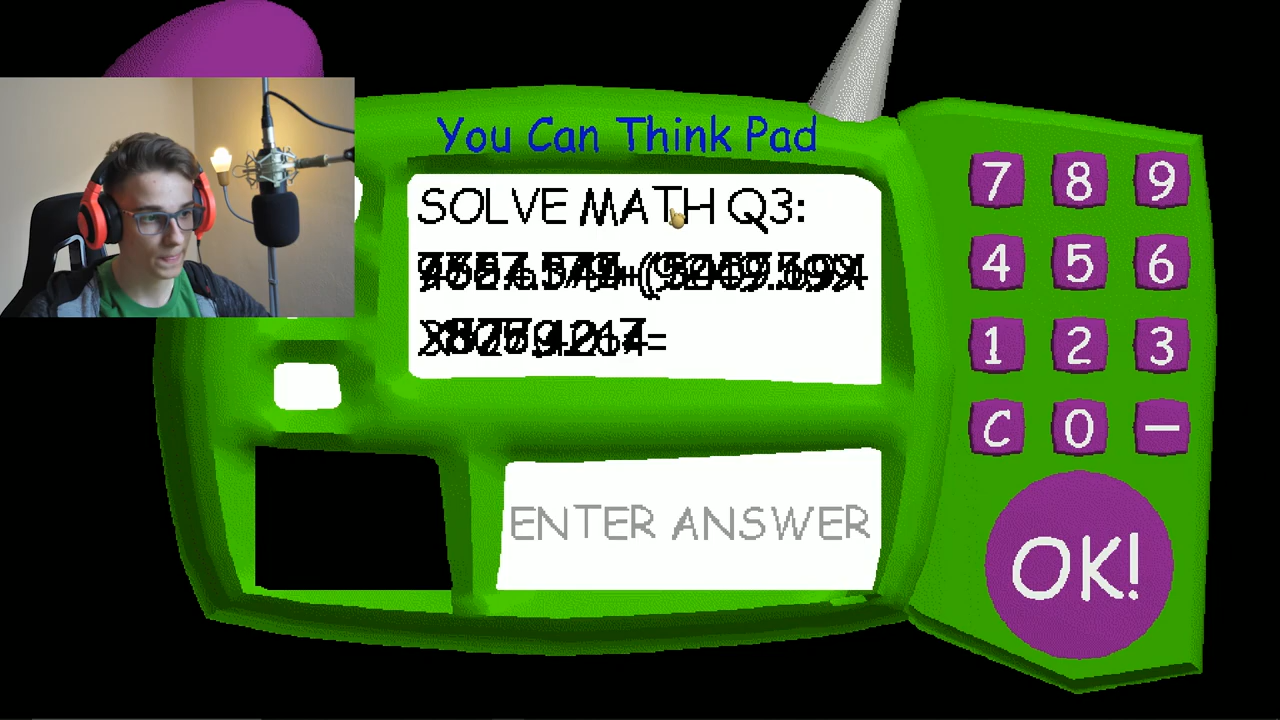 You Can Think Pad
SOLVE MATH Q3:
ENTER ANSWER
7 8 9
4 5 6
1 2 3
C 0 –
OK!